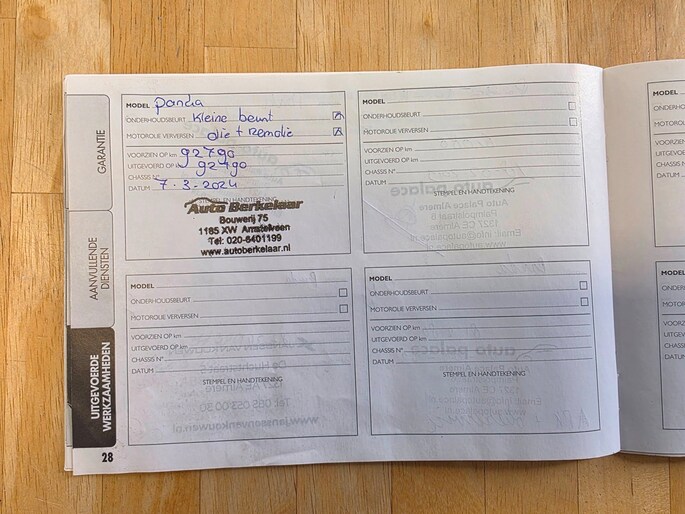 GARANTIE
AANVULLENDE
DIENSTEN
UITGEVOERDE
WERKZAAMHEDEN
28
MODEL Panda
ONDERHOUDSBEURT Kleine beurt
MOTOROLIE VERVERSEN olie + Remolie
VOORZIEN OP km 92790
UITGEVOERD OP km 92790
CHASSIS N°
DATUM 7-3-2024
STEMPEL EN HANDTEKENING
Auto Berkelaar
Bouwerij 75
1185 XW Amstelveen
Tel: 020-6401199
www.autoberkelaar.nl
MODEL
ONDERHOUDSBEURT
MOTOROLIE VERVERSEN
VOORZIEN OP km
UITGEVOERD OP km
CHASSIS N°
DATUM
STEMPEL EN HANDTEKENING
MODEL
ONDERHOUDSBEURT
MOTOROLIE VERVERSEN
VOORZIEN OP km
UITGEVOERD OP km
CHASSIS N°
DATUM
STEMPEL EN HANDTEKENING
MODEL
ONDERHOUDSBEURT
MOTOROLIE VERVERSEN
VOORZIEN OP km
UITGEVOERD OP km
CHASSIS N°
DATUM
STEMPEL EN HANDTEKENING
MODEL